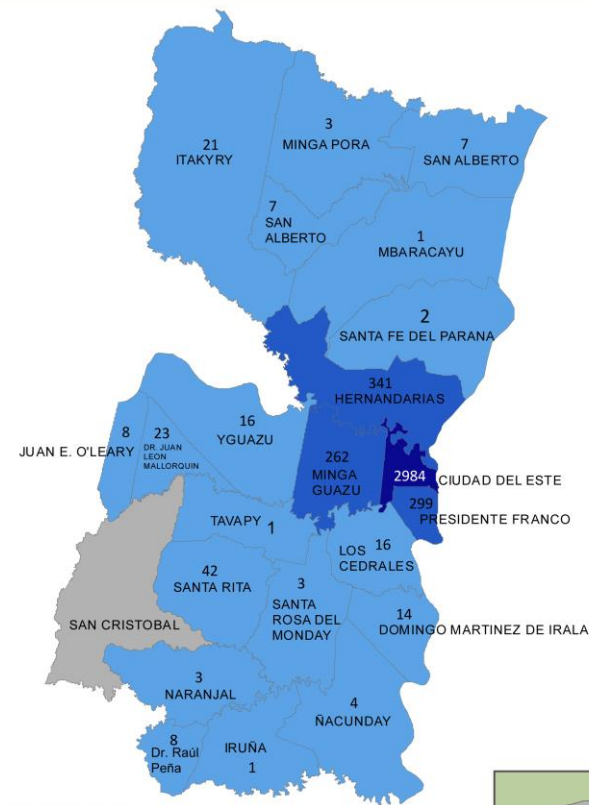 3
MINGA PORA
21
ITAKYRY
7
SAN ALBERTO
7
SAN
ALBERTO
1
MBARACAYU
2
SANTA FE DEL PARANA
341
HERNANDARIAS
16
YGUAZU
8
JUAN E. O'LEARY
23
DR. JUAN
LEON
MALLORQUIN
262
MINGA
GUAZU
2984
CIUDAD DEL ESTE
299
PRESIDENTE FRANCO
TAVAPY 1
LOS 16
CEDRALES
42
SANTA RITA
3
SANTA
ROSA DEL
MONDAY
SAN CRISTOBAL
14
DOMINGO MARTINEZ DE IRALA
3
NARANJAL
4
ÑACUNDAY
8
Dr. Raúl
Peña
IRUÑA
1